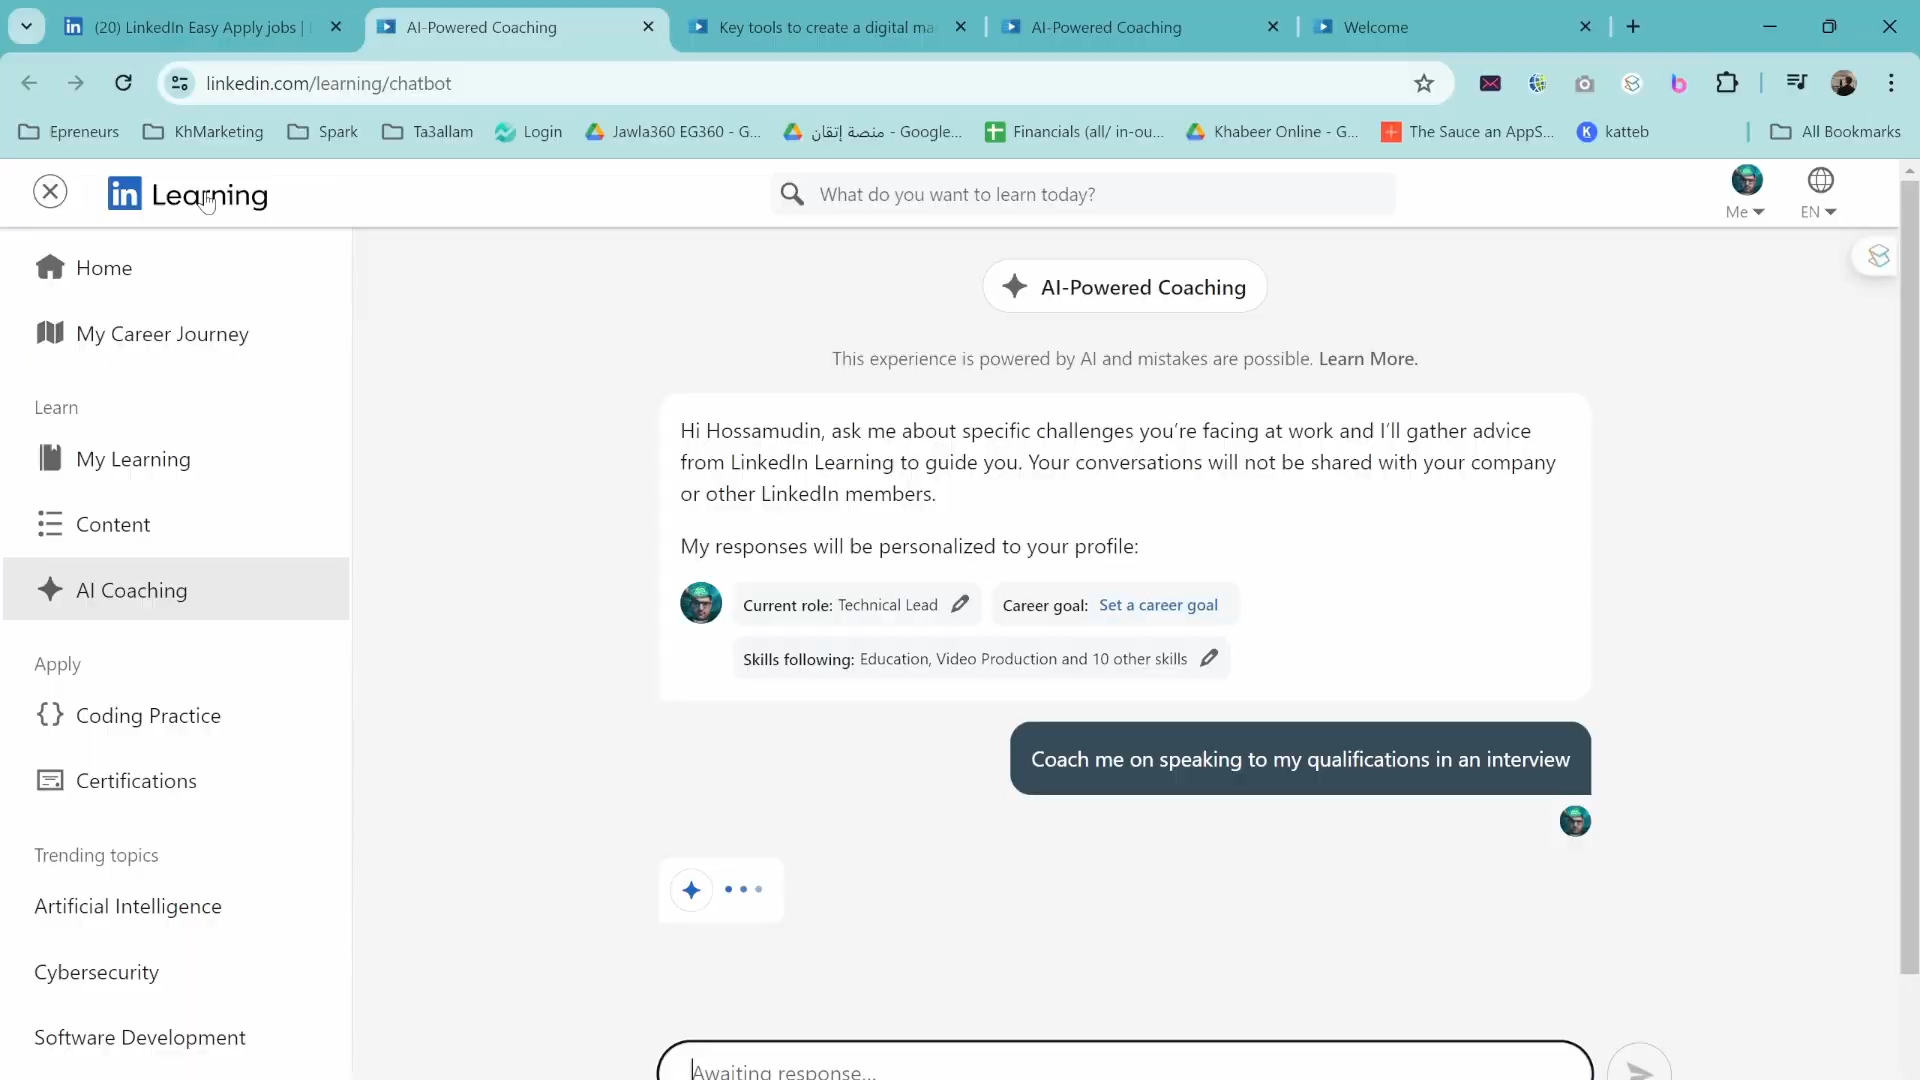 (20) LinkedIn Easy Apply jobs |
AI-Powered Coaching
Key tools to create a digital ma
AI-Powered Coaching
Welcome
linkedin.com/learning/chatbot
Epreneurs
KhMarketing
Spark
Ta3allam
Login
Jawla360 EG360 - G...
منصة إتقان - Google...
Financials (all/ in-ou...
Khabeer Online - G...
The Sauce an AppS...
K katteb
All Bookmarks
in Learning
What do you want to learn today?
Me
EN
Home
My Career Journey
Learn
My Learning
Content
AI Coaching
Apply
Coding Practice
Certifications
Trending topics
Artificial Intelligence
Cybersecurity
Software Development
AI-Powered Coaching
This experience is powered by AI and mistakes are possible. Learn More.
Hi Hossamudin, ask me about specific challenges you're facing at work and I'll gather advice
from LinkedIn Learning to guide you. Your conversations will not be shared with your company
or other LinkedIn members.
My responses will be personalized to your profile:
Current role: Technical Lead
Career goal: Set a career goal
Skills following: Education, Video Production and 10 other skills
Coach me on speaking to my qualifications in an interview
Awaiting response...